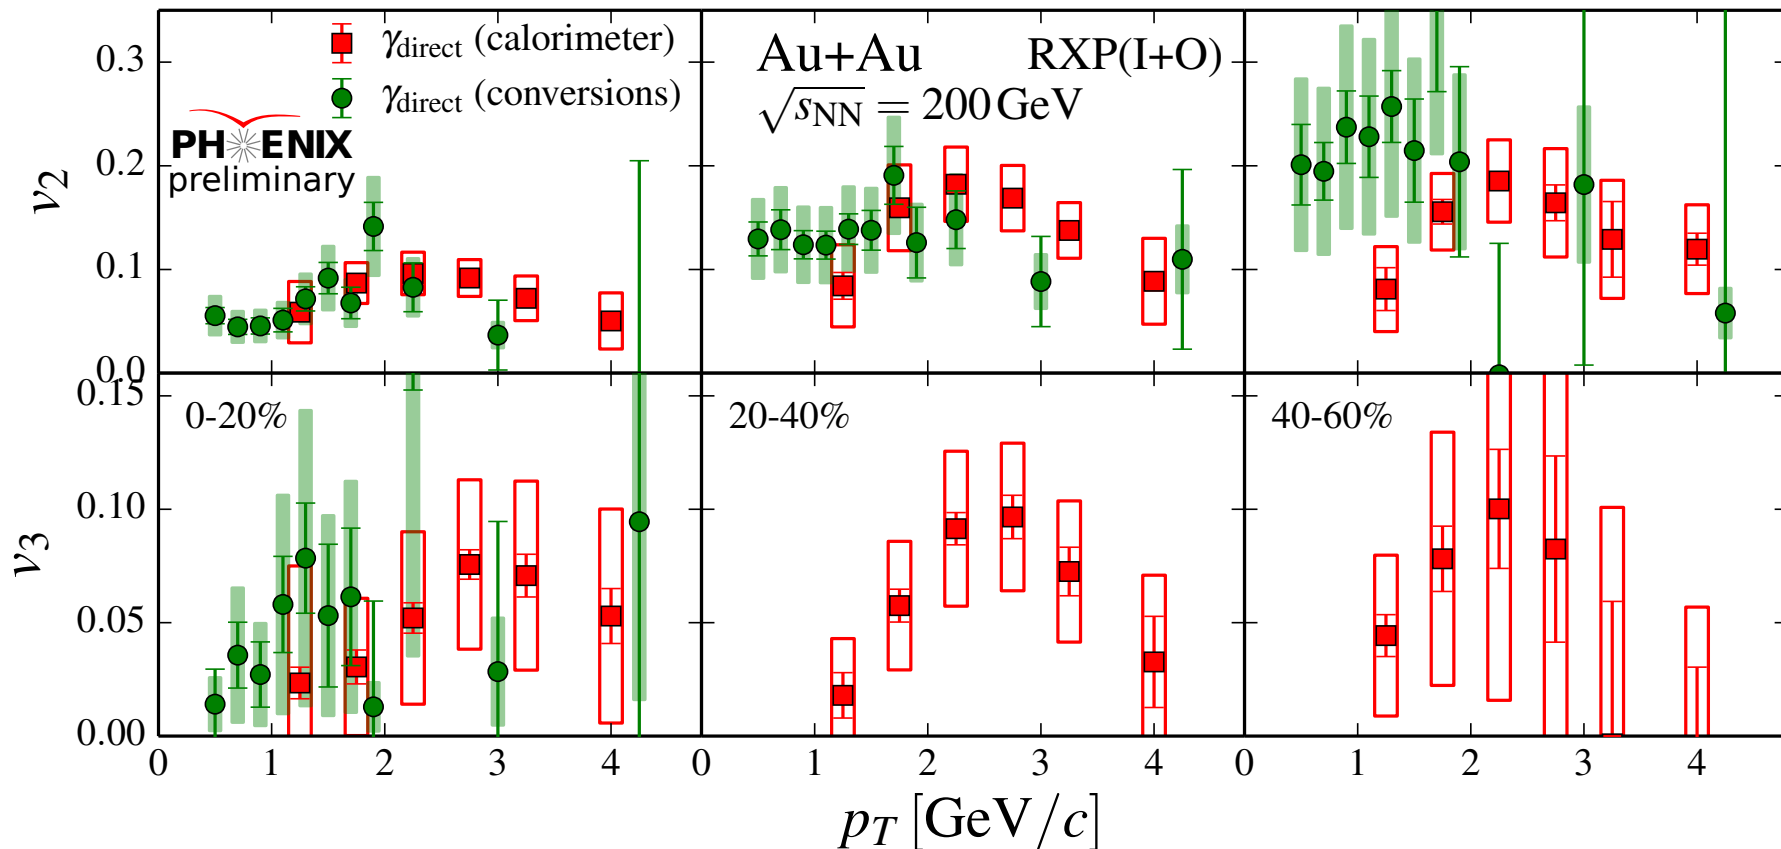 γdirect (calorimeter)
γdirect (conversions)
PHENIX
preliminary
Au+Au RXP(I+O)
√sNN = 200 GeV
v2
0.3
0.2
0.1
0.0
v3
0.15
0.10
0.05
0.00
0-20% 20-40% 40-60%
0 1 2 3 4 0 1 2 3 4 0 1 2 3 4
pT [GeV/c]